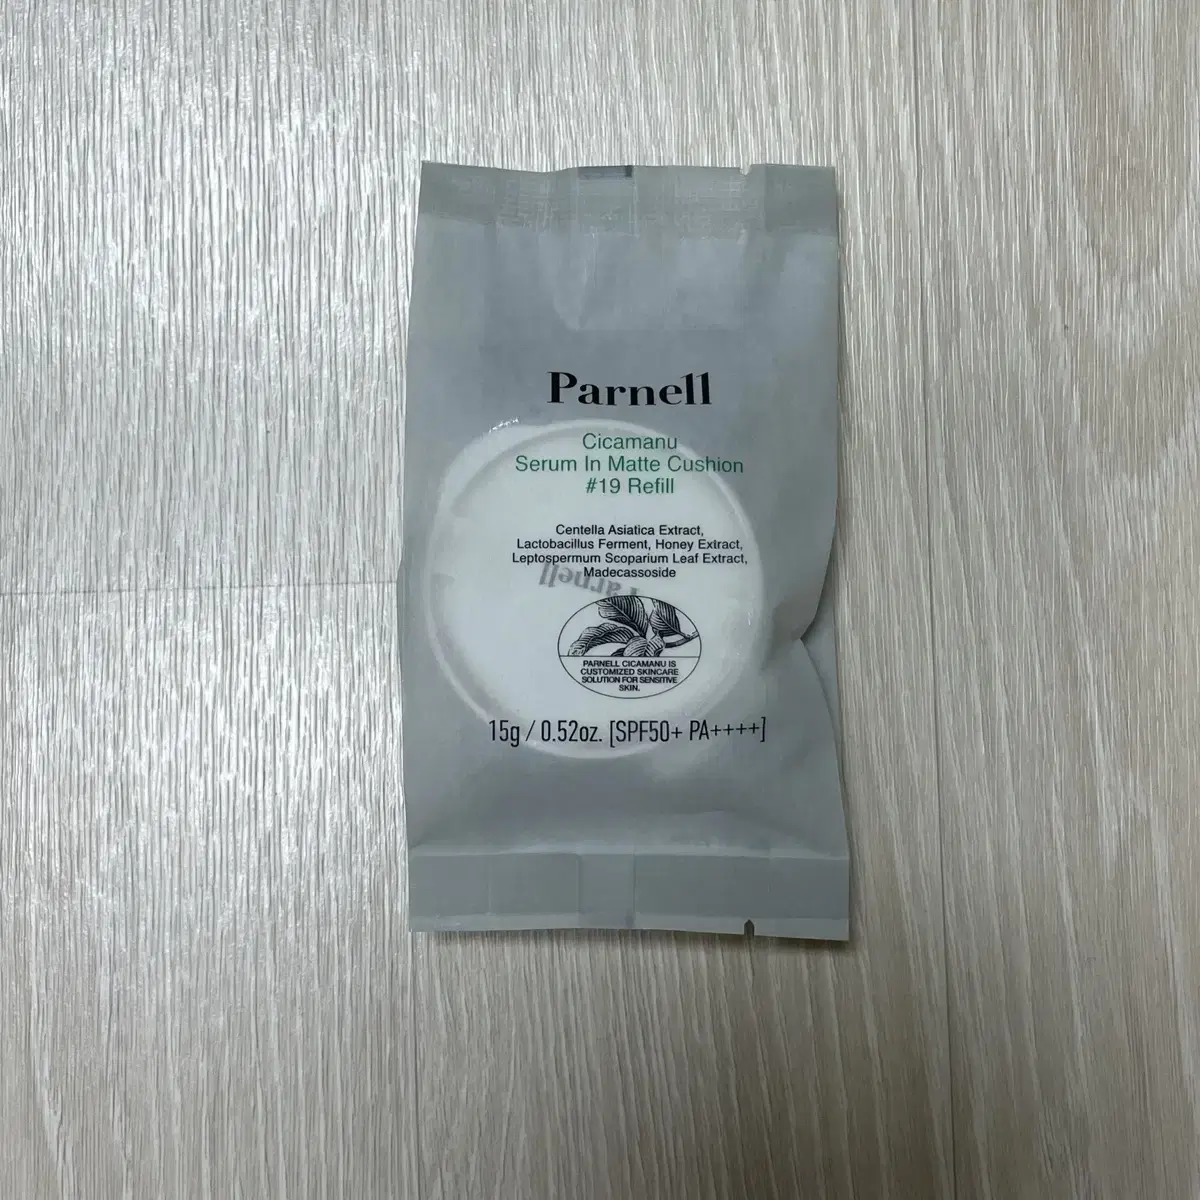 Parnell
Cicamanu
Serum In Matte Cushion
#19 Refill
Centella Asiatica Extract,
Lactobacillus Ferment, Honey Extract,
Leptospermum Scoparium Leaf Extract,
Madecassoside
Parnell
PARNELL CICAMANU IS
CUSTOMIZED SKINCARE
SOLUTION FOR SENSITIVE
SKIN.
15g / 0.52oz. [SPF50+ PA++++]